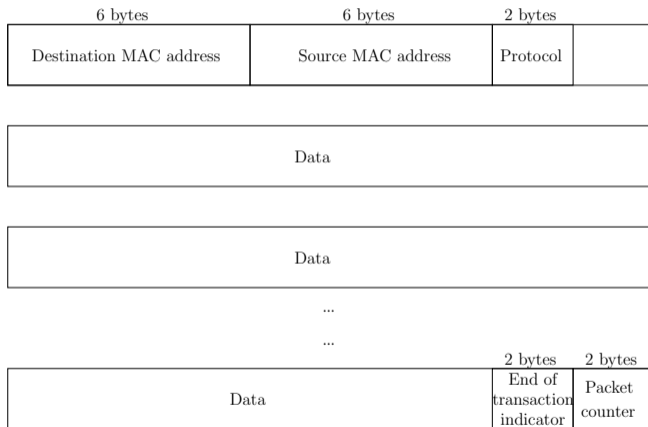 6 bytes 6 bytes 2 bytes
Destination MAC address Source MAC address Protocol
Data
Data
...
...
2 bytes 2 bytes
Data End of transaction indicator Packet counter